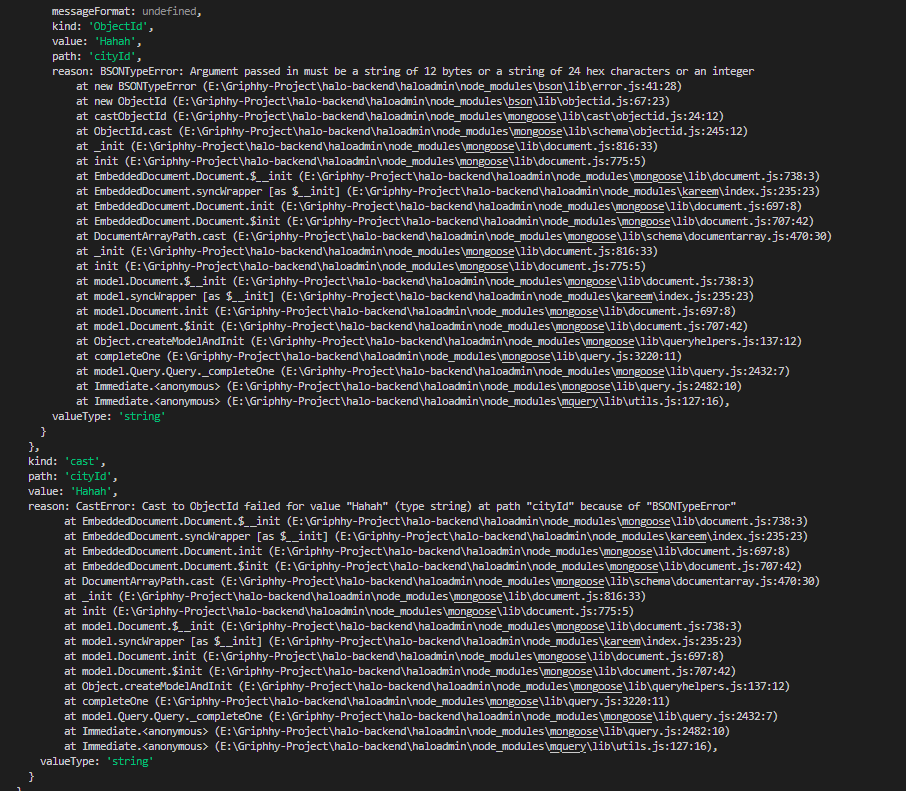 messageFormat: undefined,
kind: 'ObjectId',
value: 'Hahah',
path: 'cityId',
reason: BSONTypeError: Argument passed in must be a string of 12 bytes or a string of 24 hex characters or an integer
at new BSONTypeError (E:\Griphhy-Project\halo-backend\haloadmin\node_modules\bson\lib\error.js:41:28)
at new ObjectId (E:\Griphhy-Project\halo-backend\haloadmin\node_modules\bson\lib\objectid.js:67:23)
at castObjectId (E:\Griphhy-Project\halo-backend\haloadmin\node_modules\mongoose\lib\cast\objectid.js:24:12)
at ObjectId.cast (E:\Griphhy-Project\halo-backend\haloadmin\node_modules\mongoose\lib\schema\objectid.js:245:12)
at _init (E:\Griphhy-Project\halo-backend\haloadmin\node_modules\mongoose\lib\document.js:816:33)
at init (E:\Griphhy-Project\halo-backend\haloadmin\node_modules\mongoose\lib\document.js:775:5)
at EmbeddedDocument.Document.$__init (E:\Griphhy-Project\halo-backend\haloadmin\node_modules\mongoose\lib\document.js:738:3)
at EmbeddedDocument.syncWrapper [as $__init] (E:\Griphhy-Project\halo-backend\haloadmin\node_modules\kareem\index.js:235:23)
at EmbeddedDocument.Document.init (E:\Griphhy-Project\halo-backend\haloadmin\node_modules\mongoose\lib\document.js:697:8)
at EmbeddedDocument.Document.$init (E:\Griphhy-Project\halo-backend\haloadmin\node_modules\mongoose\lib\document.js:707:42)
at DocumentArrayPath.cast (E:\Griphhy-Project\halo-backend\haloadmin\node_modules\mongoose\lib\schema\documentarray.js:470:30)
at _init (E:\Griphhy-Project\halo-backend\haloadmin\node_modules\mongoose\lib\document.js:816:33)
at init (E:\Griphhy-Project\halo-backend\haloadmin\node_modules\mongoose\lib\document.js:775:5)
at model.Document.$__init (E:\Griphhy-Project\halo-backend\haloadmin\node_modules\mongoose\lib\document.js:738:3)
at model.syncWrapper [as $__init] (E:\Griphhy-Project\halo-backend\haloadmin\node_modules\kareem\index.js:235:23)
at model.Document.init (E:\Griphhy-Project\halo-backend\haloadmin\node_modules\mongoose\lib\document.js:697:8)
at model.Document.$init (E:\Griphhy-Project\halo-backend\haloadmin\node_modules\mongoose\lib\document.js:707:42)
at Object.createModelAndInit (E:\Griphhy-Project\halo-backend\haloadmin\node_modules\mongoose\lib\queryhelpers.js:137:12)
at completeOne (E:\Griphhy-Project\halo-backend\haloadmin\node_modules\mongoose\lib\query.js:3220:11)
at model.Query.Query._completeOne (E:\Griphhy-Project\halo-backend\haloadmin\node_modules\mongoose\lib\query.js:2432:7)
at Immediate.<anonymous> (E:\Griphhy-Project\halo-backend\haloadmin\node_modules\mongoose\lib\query.js:2482:10)
at Immediate.<anonymous> (E:\Griphhy-Project\halo-backend\haloadmin\node_modules\mquery\lib\utils.js:127:16),
valueType: 'string'
}
},
kind: 'cast',
path: 'cityId',
value: 'Hahah',
reason: CastError: Cast to ObjectId failed for value "Hahah" (type string) at path "cityId" because of "BSONTypeError"
at EmbeddedDocument.Document.$__init (E:\Griphhy-Project\halo-backend\haloadmin\node_modules\mongoose\lib\document.js:738:3)
at EmbeddedDocument.syncWrapper [as $__init] (E:\Griphhy-Project\halo-backend\haloadmin\node_modules\kareem\index.js:235:23)
at EmbeddedDocument.Document.init (E:\Griphhy-Project\halo-backend\haloadmin\node_modules\mongoose\lib\document.js:697:8)
at EmbeddedDocument.Document.$init (E:\Griphhy-Project\halo-backend\haloadmin\node_modules\mongoose\lib\document.js:707:42)
at DocumentArrayPath.cast (E:\Griphhy-Project\halo-backend\haloadmin\node_modules\mongoose\lib\schema\documentarray.js:470:30)
at _init (E:\Griphhy-Project\halo-backend\haloadmin\node_modules\mongoose\lib\document.js:816:33)
at init (E:\Griphhy-Project\halo-backend\haloadmin\node_modules\mongoose\lib\document.js:775:5)
at model.Document.$__init (E:\Griphhy-Project\halo-backend\haloadmin\node_modules\mongoose\lib\document.js:738:3)
at model.syncWrapper [as $__init] (E:\Griphhy-Project\halo-backend\haloadmin\node_modules\kareem\index.js:235:23)
at model.Document.init (E:\Griphhy-Project\halo-backend\haloadmin\node_modules\mongoose\lib\document.js:697:8)
at model.Document.$init (E:\Griphhy-Project\halo-backend\haloadmin\node_modules\mongoose\lib\document.js:707:42)
at Object.createModelAndInit (E:\Griphhy-Project\halo-backend\haloadmin\node_modules\mongoose\lib\queryhelpers.js:137:12)
at completeOne (E:\Griphhy-Project\halo-backend\haloadmin\node_modules\mongoose\lib\query.js:3220:11)
at model.Query.Query._completeOne (E:\Griphhy-Project\halo-backend\haloadmin\node_modules\mongoose\lib\query.js:2432:7)
at Immediate.<anonymous> (E:\Griphhy-Project\halo-backend\haloadmin\node_modules\mongoose\lib\query.js:2482:10)
at Immediate.<anonymous> (E:\Griphhy-Project\halo-backend\haloadmin\node_modules\mquery\lib\utils.js:127:16),
valueType: 'string'
}